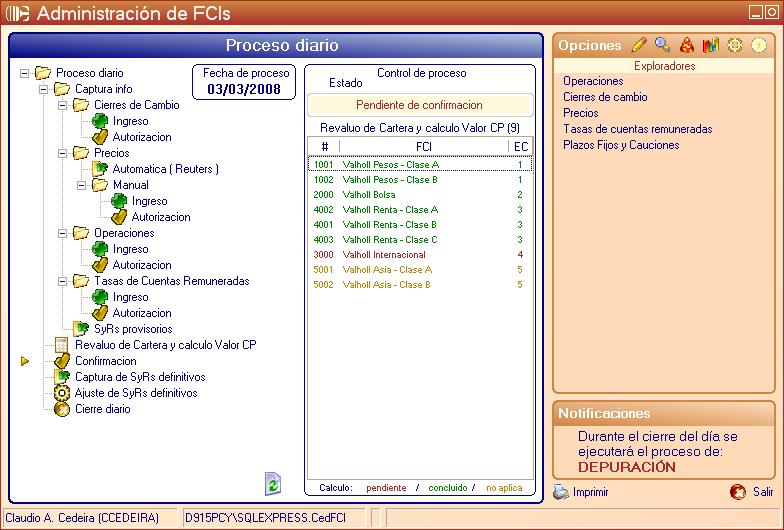 Administración de FCIs
Proceso diario
Proceso diario
Captura info
Cierres de Cambio
Ingreso
Autorizacion
Precios
Automatica ( Reuters )
Manual
Ingreso
Autorizacion
Operaciones
Ingreso
Autorizacion
Tasas de Cuentas Remuneradas
Ingreso
Autorizacion
SyRs provisorios
Revaluo de Cartera y calculo Valor CP
Confirmacion
Captura de SyRs definitivos
Ajuste de SyRs definitivos
Cierre diario
Fecha de proceso
03/03/2008
Control de proceso
Estado
Pendiente de confirmacion
Revaluo de Cartera y calculo Valor CP (9)
# FCI EC
1001 Valholl Pesos - Clase A 1
1002 Valholl Pesos - Clase B 1
2000 Valholl Bolsa 2
4002 Valholl Renta - Clase A 3
4001 Valholl Renta - Clase B 3
4003 Valholl Renta - Clase C 3
3000 Valholl Internacional 4
5001 Valholl Asia - Clase A 5
5002 Valholl Asia - Clase B 5
Calculo: pendiente / concluido / no aplica
Opciones
Exploradores
Operaciones
Cierres de cambio
Precios
Tasas de cuentas remuneradas
Plazos Fijos y Cauciones
Notificaciones
Durante el cierre del día se
ejecutará el proceso de:
DEPURACIÓN
Imprimir Salir
Claudio A. Cedeira (CCEDEIRA) D915PCY\SQLEXPRESS.CedFCI